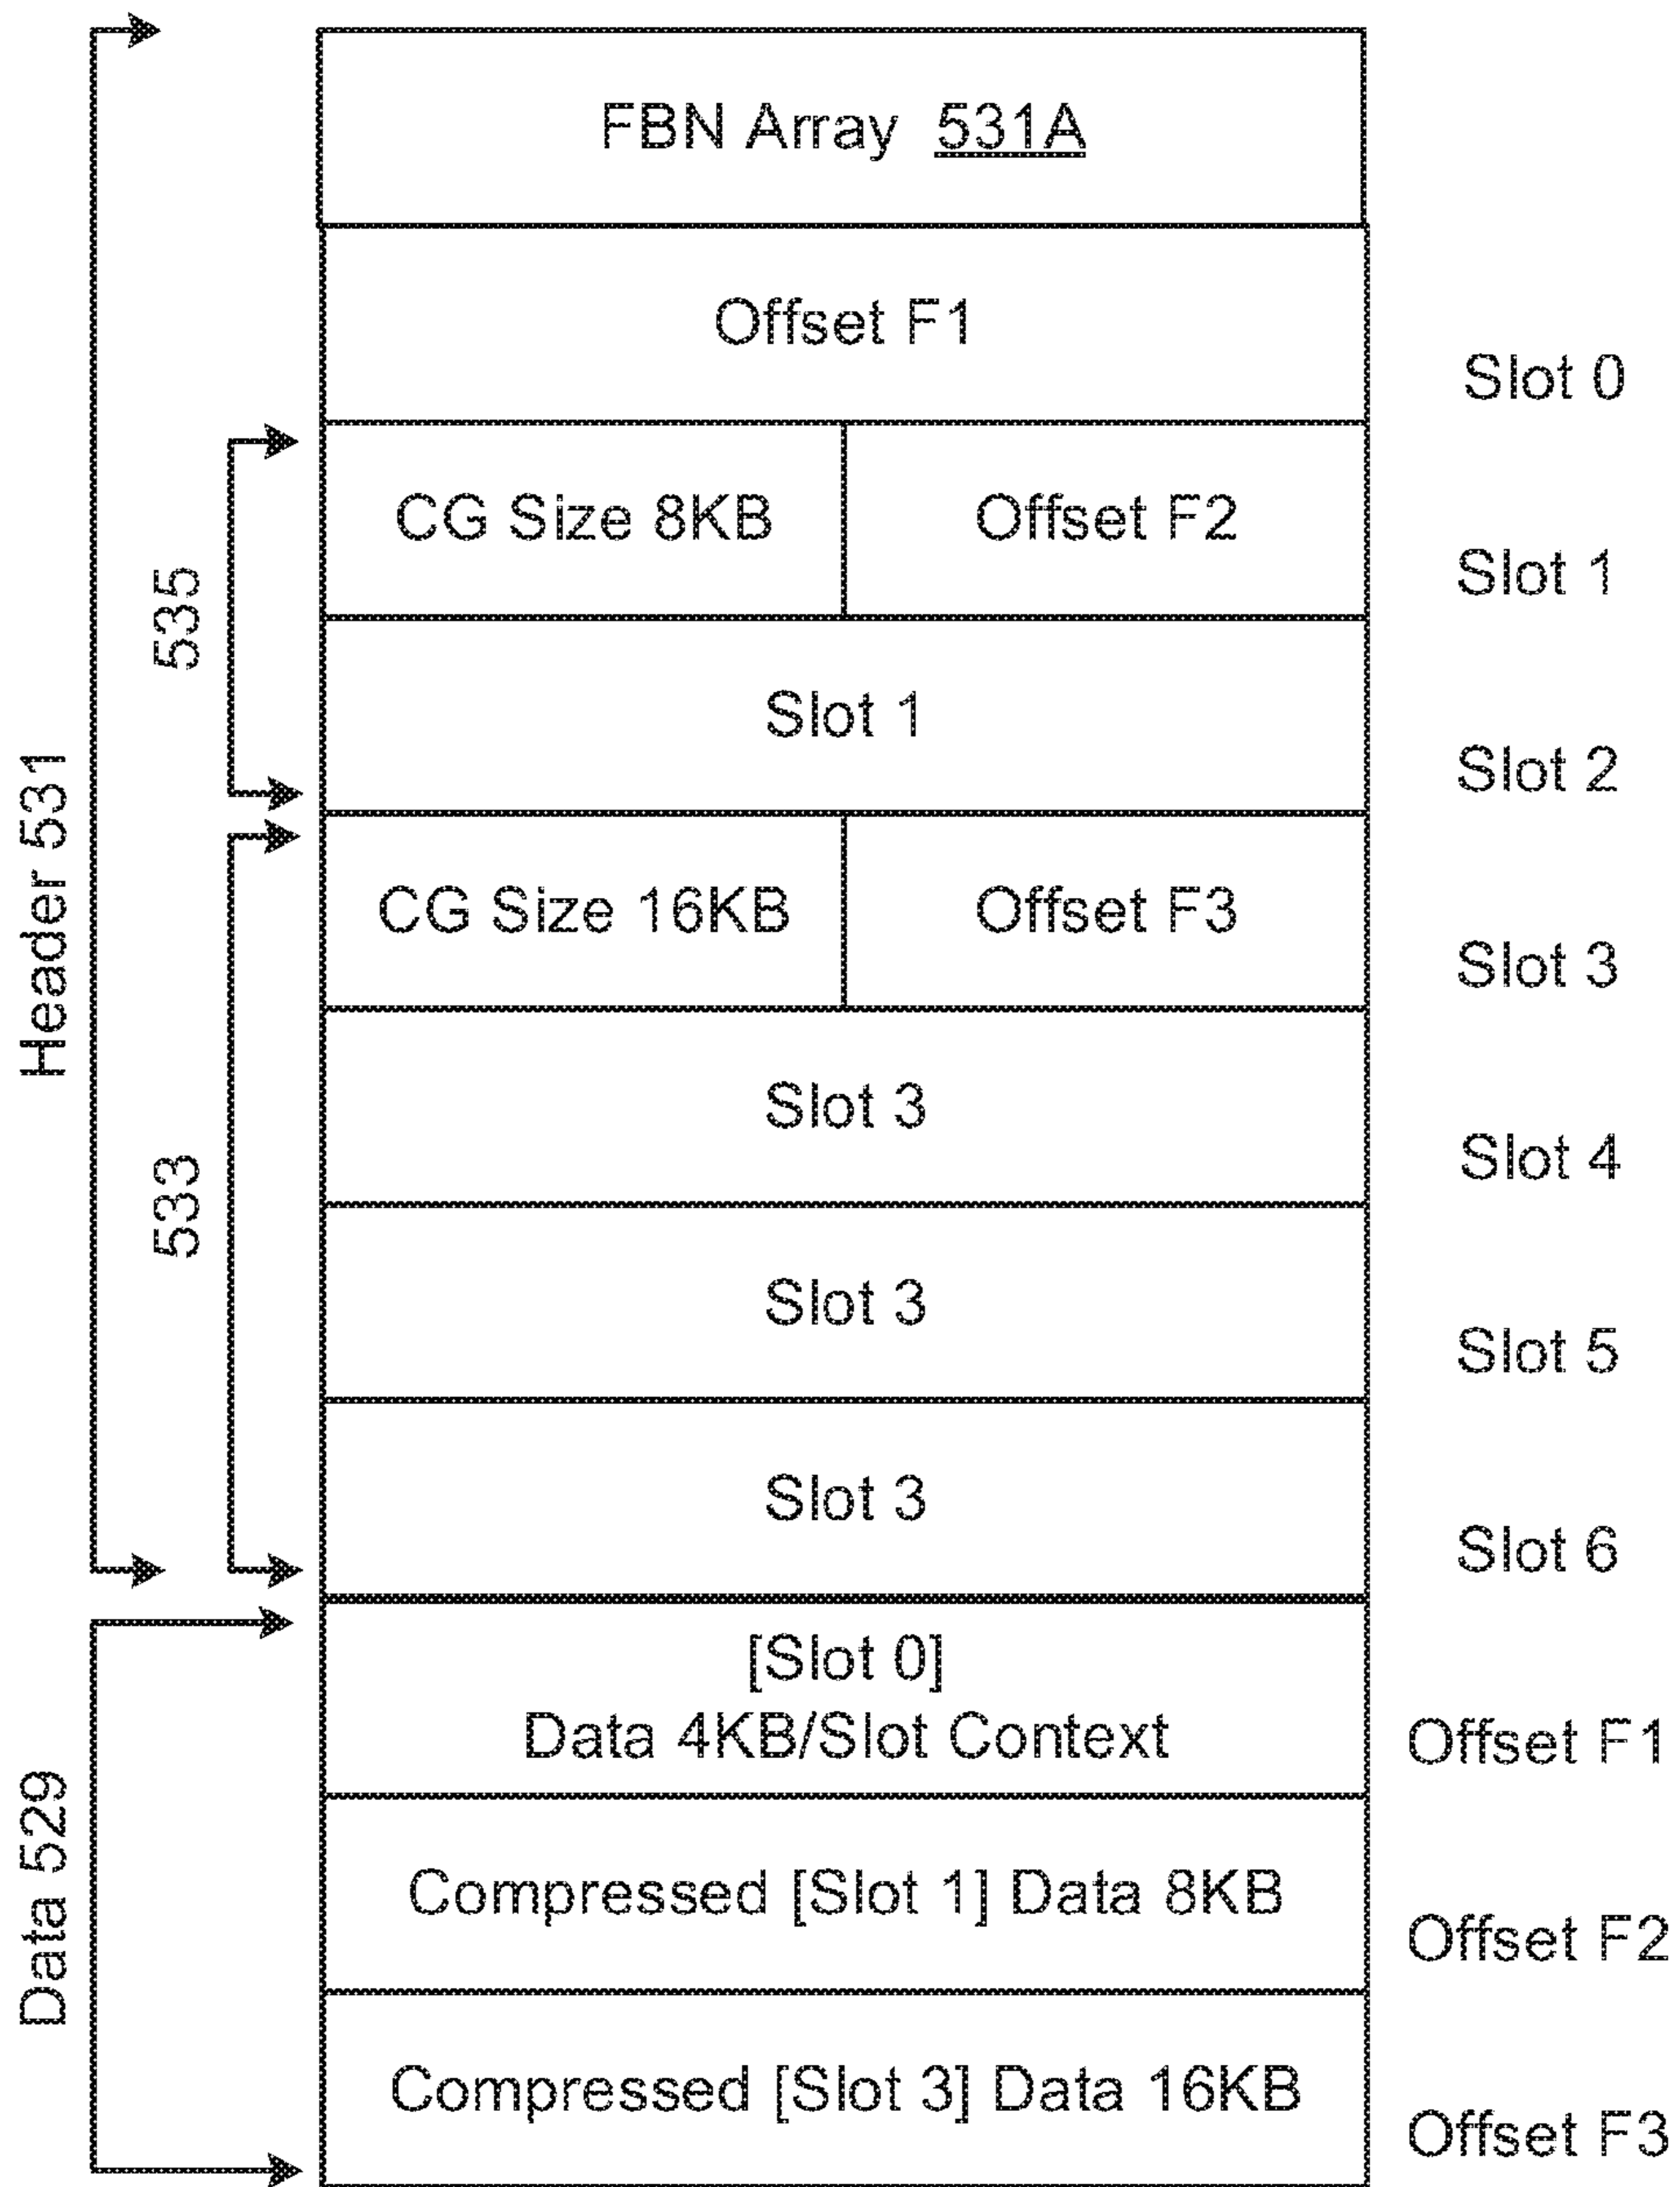 FBN Array 531A
Offset F1
Slot 0
CG Size 8KB
Offset F2
Slot 1
535
Slot 1
Slot 2
Header 531
CG Size 16KB
Offset F3
Slot 3
Slot 3
Slot 4
533
Slot 3
Slot 5
Slot 3
Slot 6
[Slot 0]
Data 4KB/Slot Context
Offset F1
Data 529
Compressed [Slot 1] Data 8KB
Offset F2
Compressed [Slot 3] Data 16KB
Offset F3